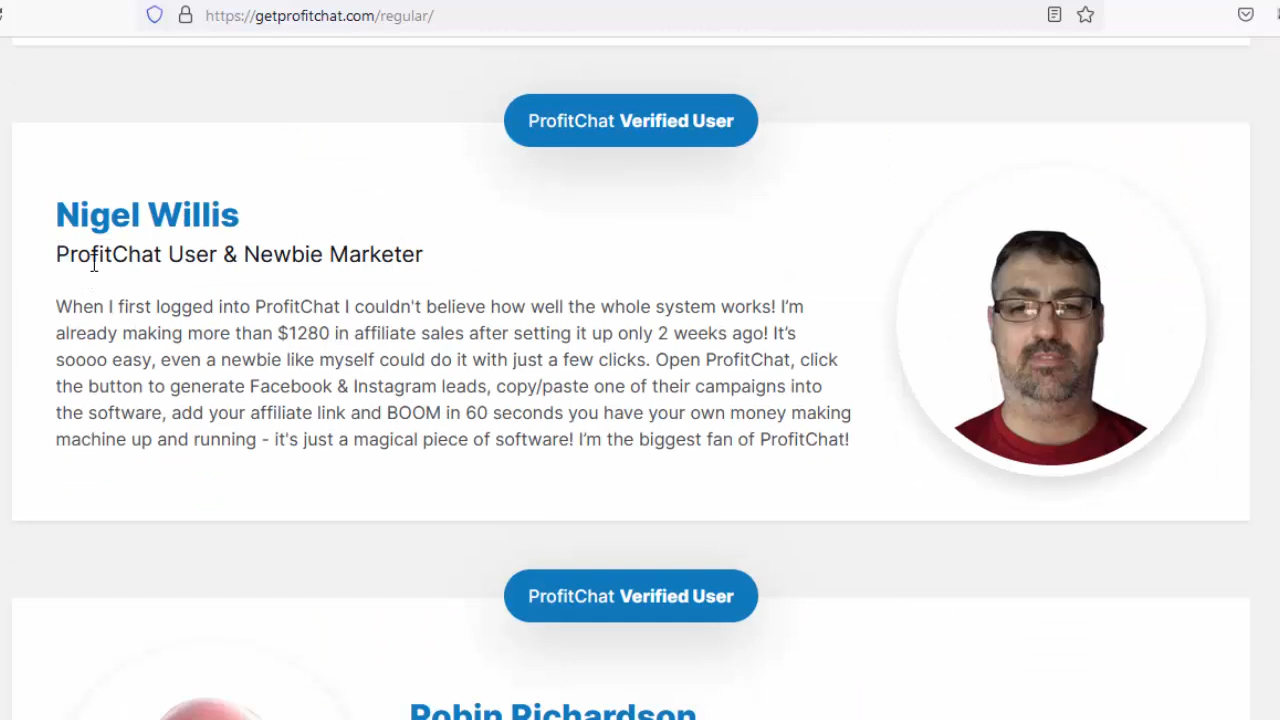 https://getprofitchat.com/regular/
ProfitChat Verified User
Nigel Willis
ProfitChat User & Newbie Marketer
When I first logged into ProfitChat I couldn't believe how well the whole system works! I’m
already making more than $1280 in affiliate sales after setting it up only 2 weeks ago! It’s
soooo easy, even a newbie like myself could do it with just a few clicks. Open ProfitChat, click
the button to generate Facebook & Instagram leads, copy/paste one of their campaigns into
the software, add your affiliate link and BOOM in 60 seconds you have your own money making
machine up and running - it's just a magical piece of software! I’m the biggest fan of ProfitChat!
ProfitChat Verified User
Robin Richardson